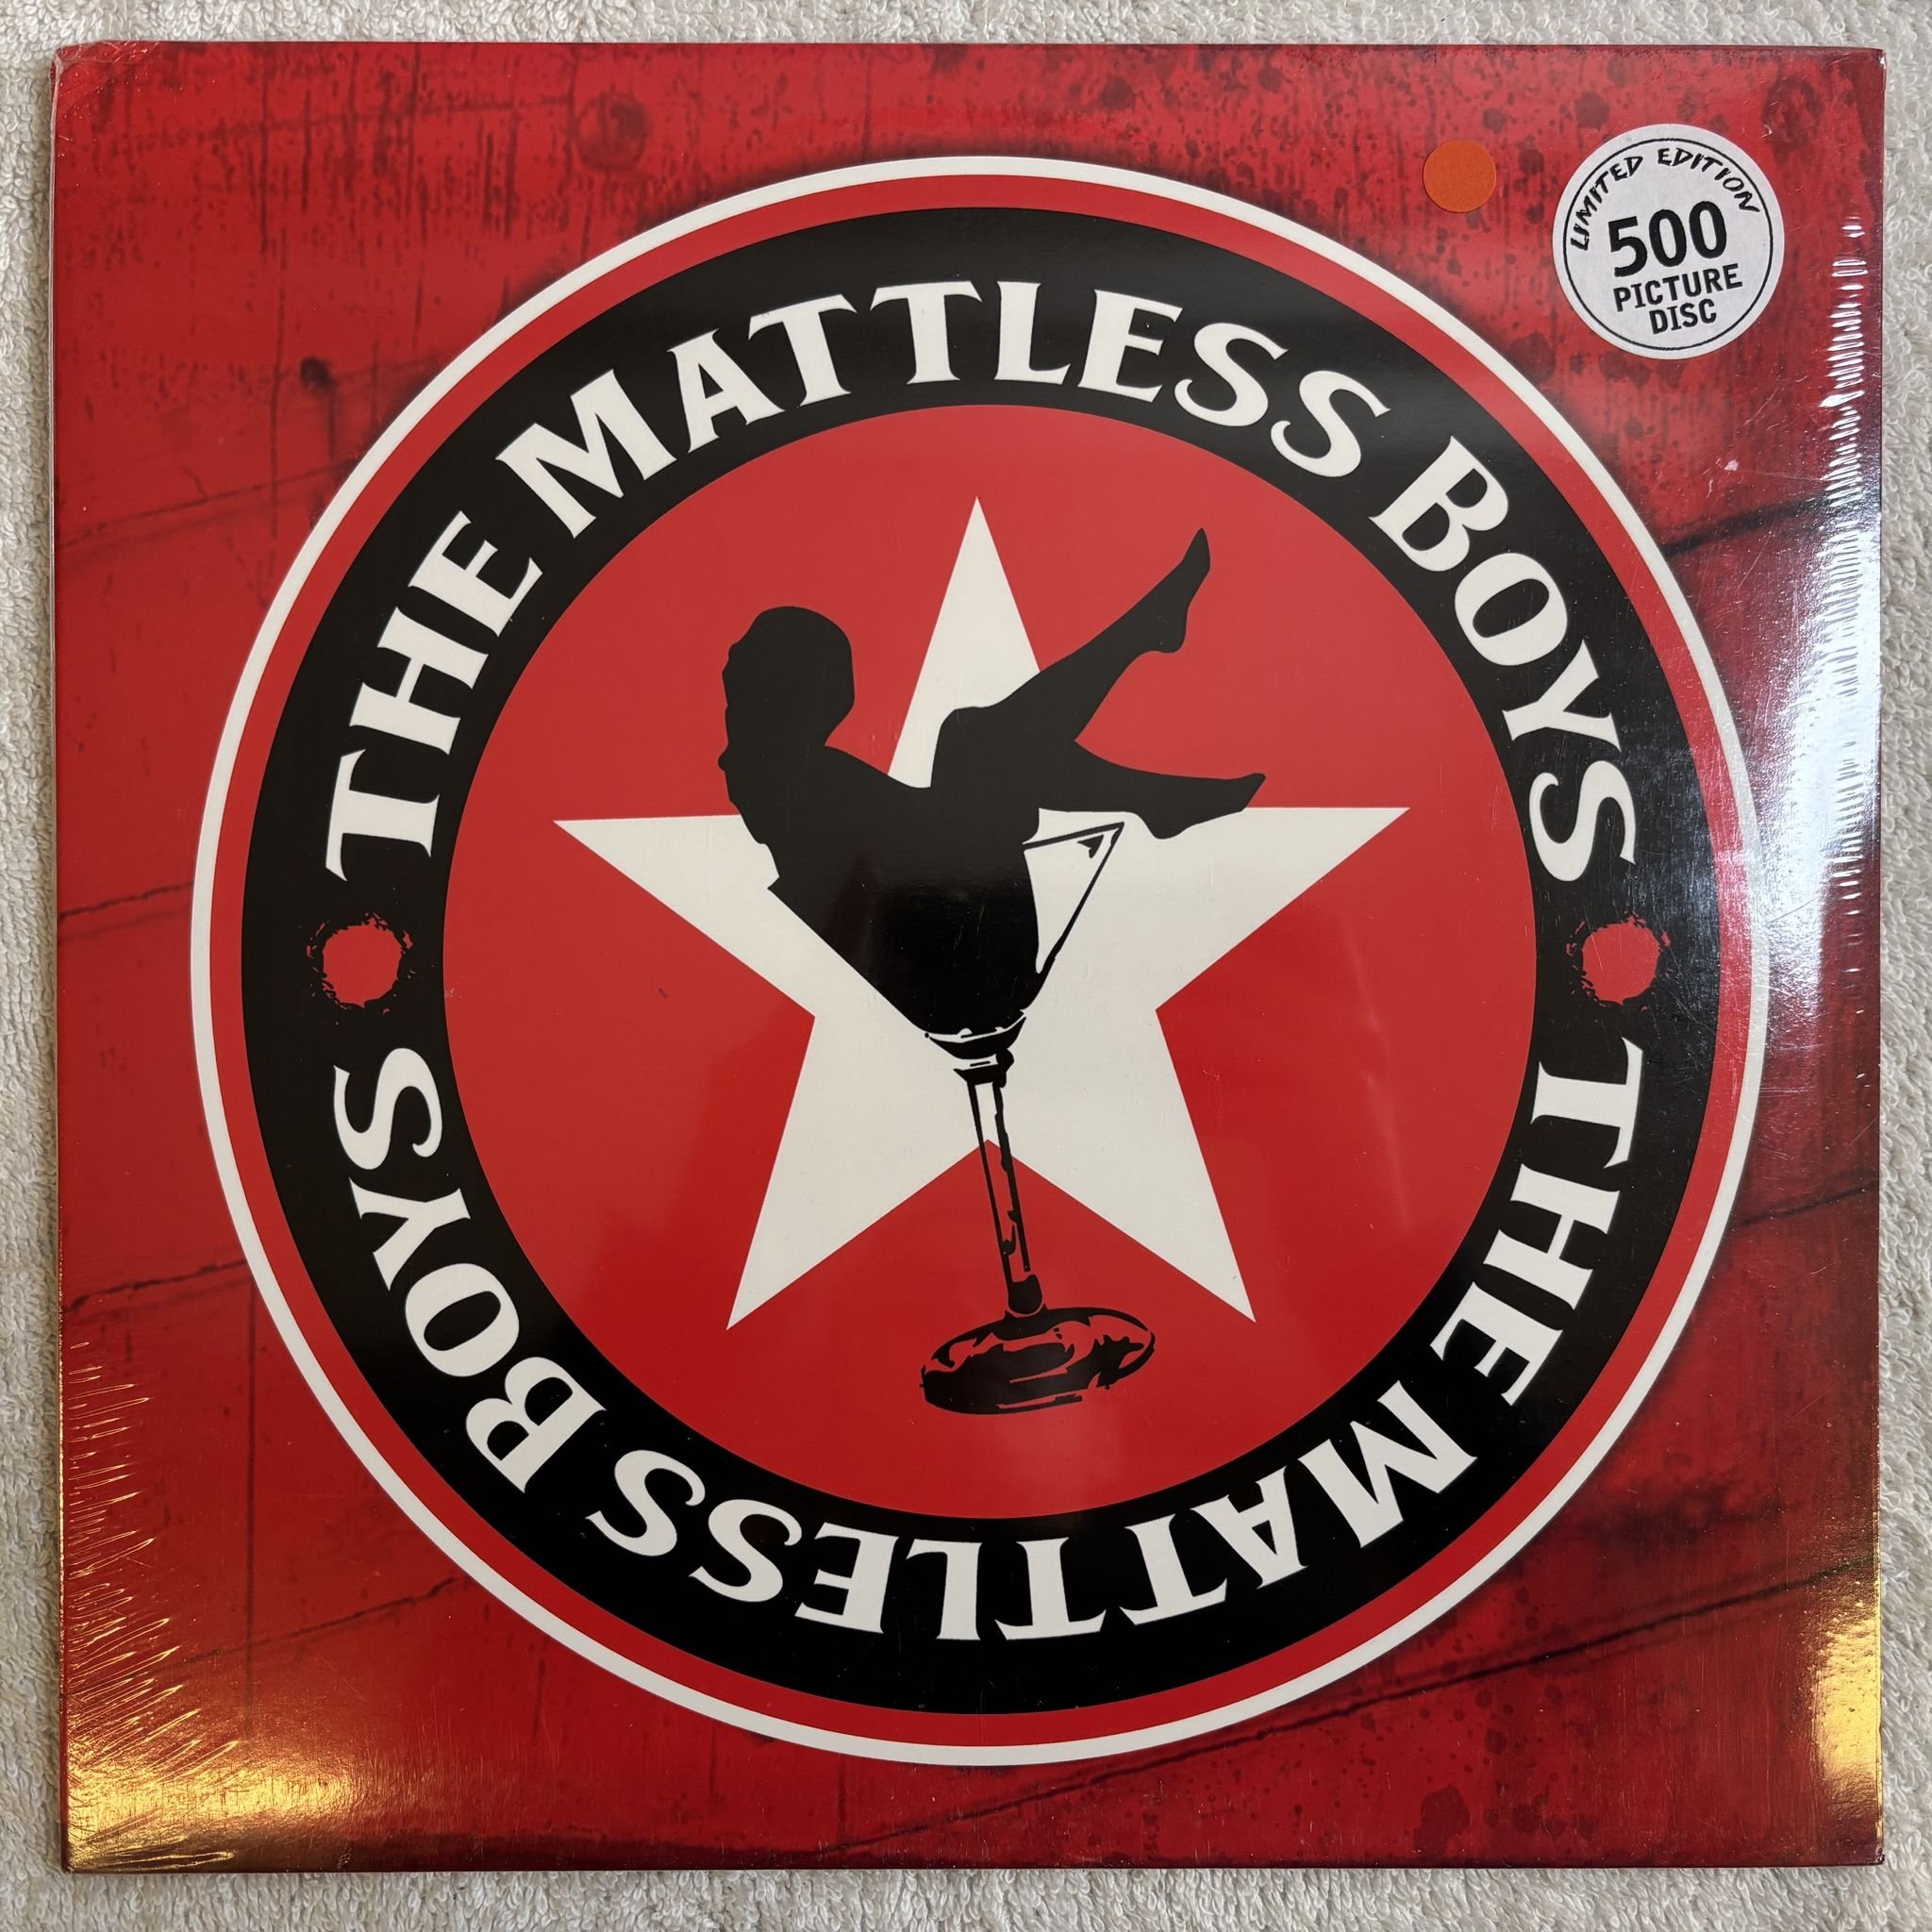 LIMITED EDITION
500
PICTURE
DISC
THE MATTLESS BOYS
THE MATTLESS BOYS